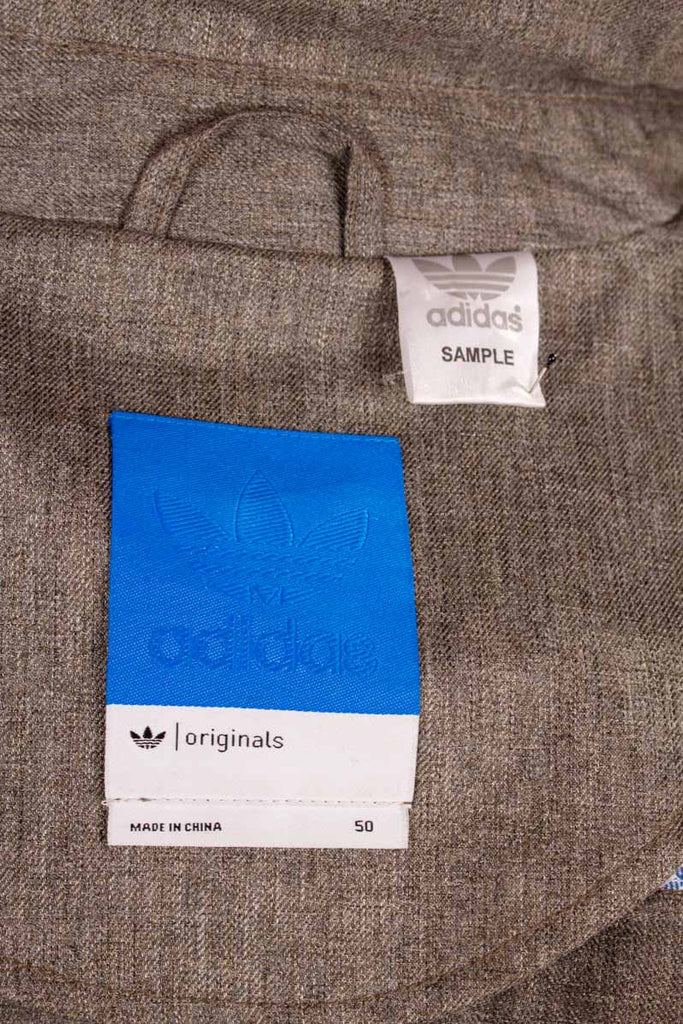 adidas
SAMPLE
adidas
| originals
MADE IN CHINA 50